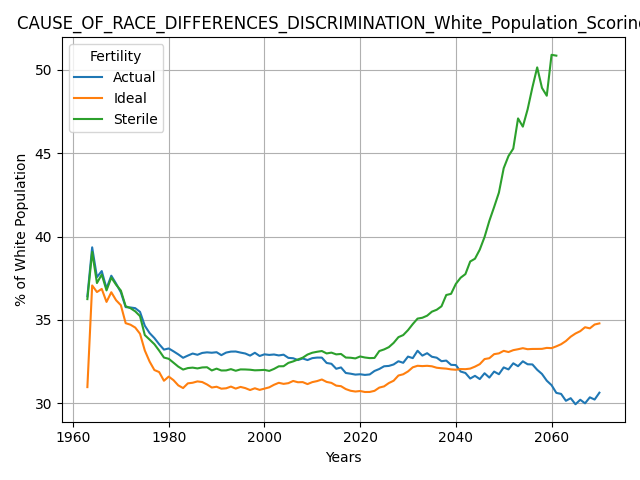 CAUSE_OF_RACE_DIFFERENCES_DISCRIMINATION_White_Population_Scorin
Fertility
Actual
Ideal
Sterile
% of White Population
50
45
40
35
30
1960
1980
2000
2020
2040
2060
Years